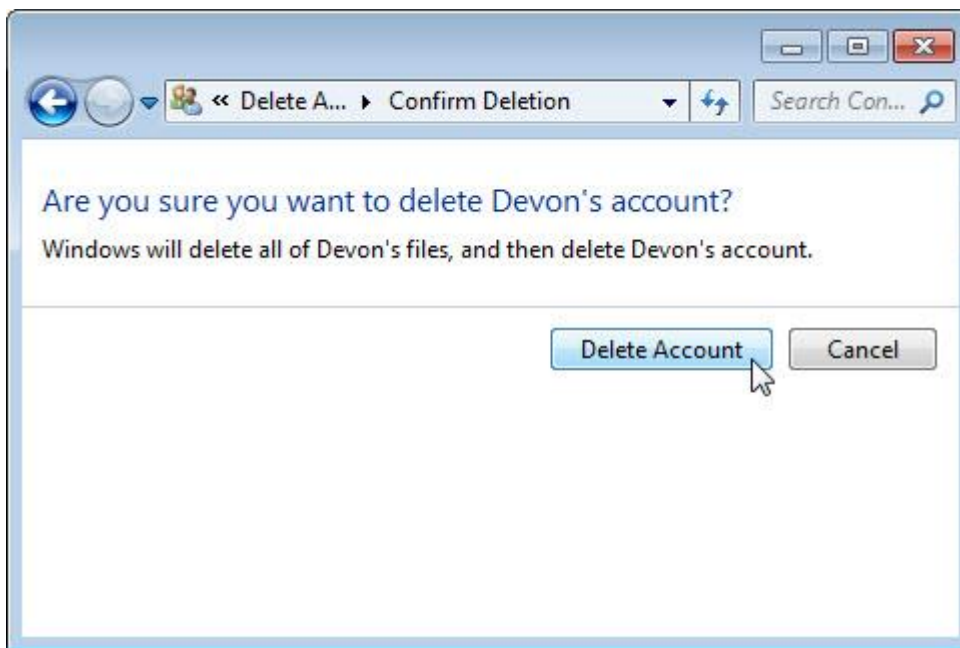 « Delete A... ▸ Confirm Deletion
Search Con...
Are you sure you want to delete Devon's account?
Windows will delete all of Devon's files, and then delete Devon's account.
Delete Account
Cancel